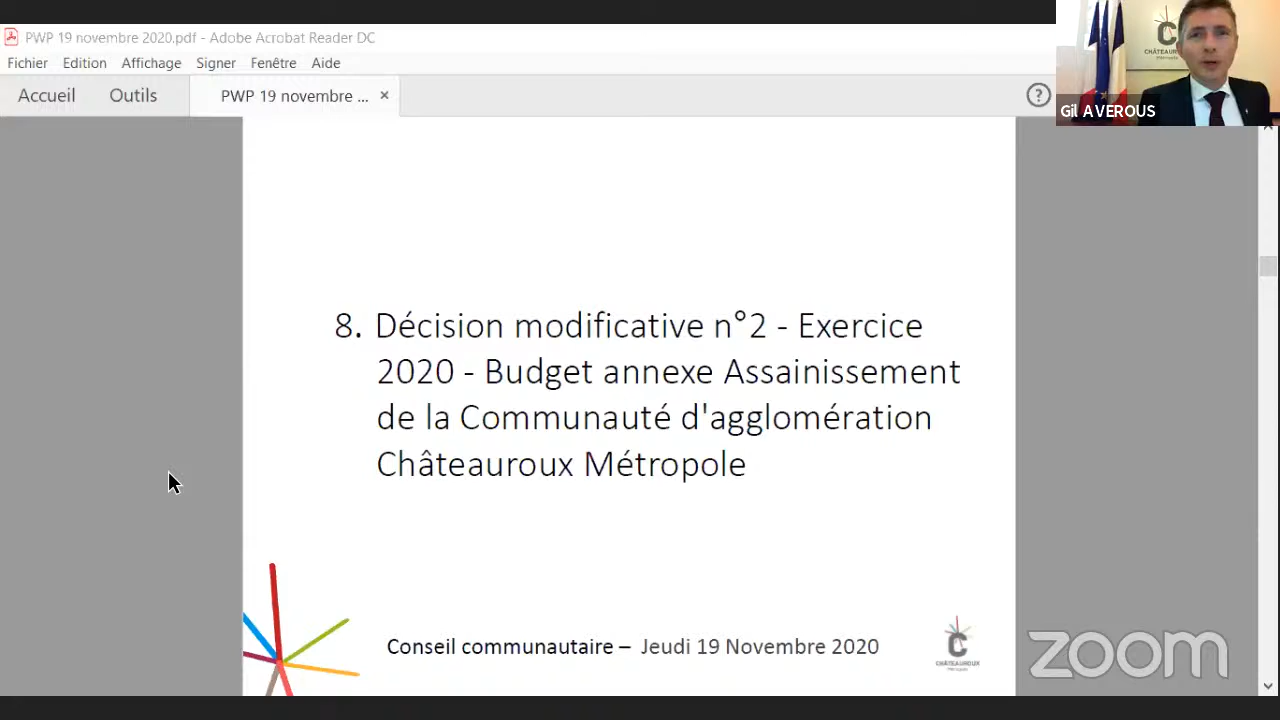 PWP 19 novembre 2020.pdf - Adobe Acrobat Reader DC
Fichier Edition Affichage Signer Fenêtre Aide
Accueil Outils PWP 19 novembre ... ×
?
Gil AVEROUS
8. Décision modificative n°2 - Exercice
2020 - Budget annexe Assainissement
de la Communauté d'agglomération
Châteauroux Métropole
Conseil communautaire – Jeudi 19 Novembre 2020
CHÂTEAUROUX
Métropole
zoom